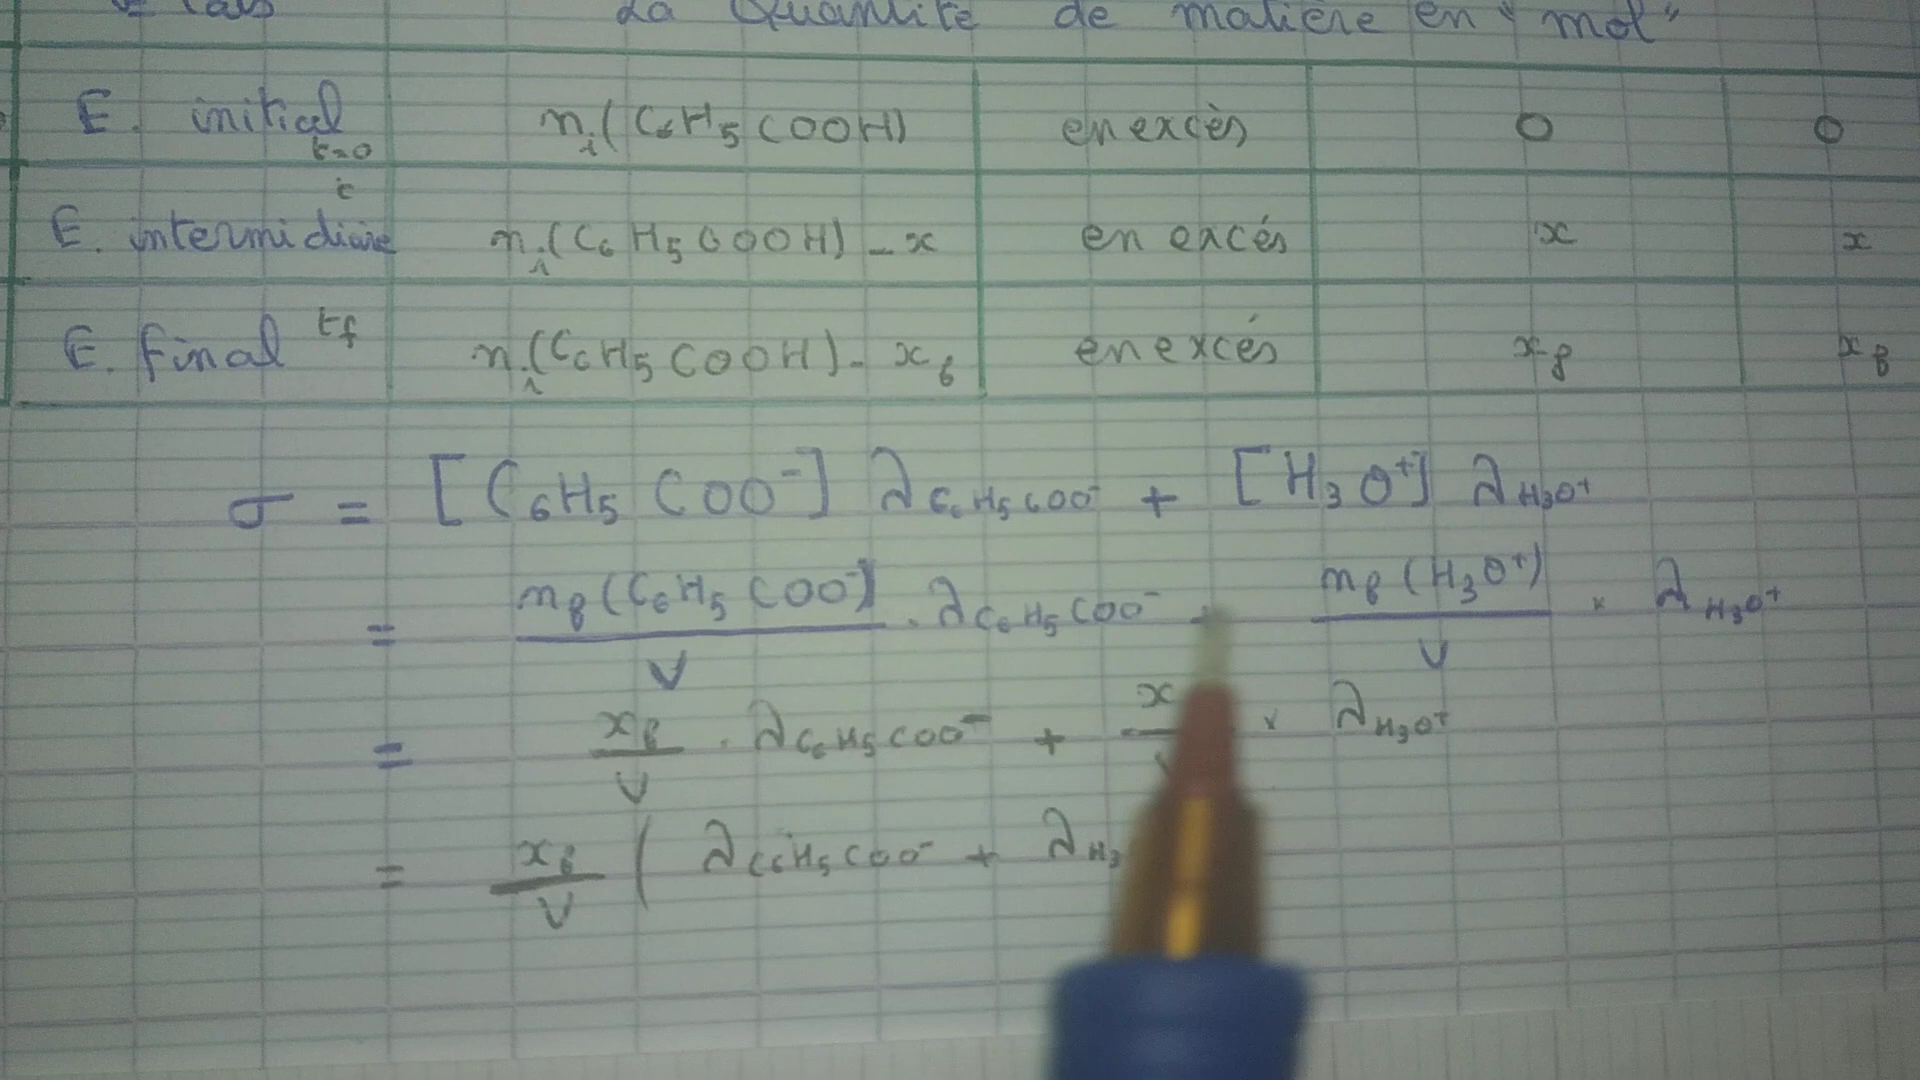 La Quantité de matière en "mol"
E. initial t=0 ni(C6H5COOH) en excès 0 0
E. intermidiaire t ni(C6H5COOH) - x en excés x x
E. final tf ni(C6H5COOH) - xf en excés xf xf
σ = [C6H5COO⁻] λC6H5COO⁻ + [H3O⁺] λH3O⁺
= nf(C6H5COO⁻)/V . λC6H5COO⁻ + nf(H3O⁺)/V × λH3O⁺
= xf/V . λC6H5COO⁻ + x/V × λH3O⁺
= xf/V ( λC6H5COO⁻ + λH3